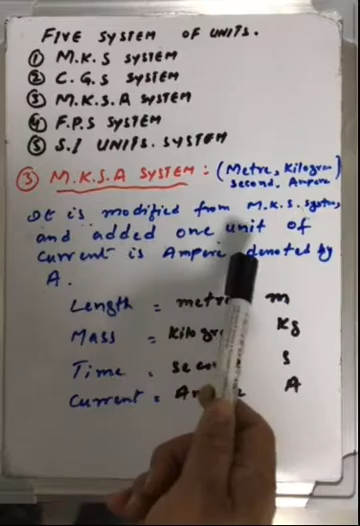 FIVE SYSTEM OF UNITS.
① M.K.S SYSTEM
② C.G.S SYSTEM
③ M.K.S.A SYSTEM
④ F.P.S SYSTEM
⑤ S.I UNITS. SYSTEM
③ M.K.S.A SYSTEM : (Metre, Kilogram
second, Ampere)
It is modified from M.K.S. system,
and added one unit of
current is Ampere denoted by
A.
Length = metre m
Mass = Kilogr Kg
Time = seco S
Current = A